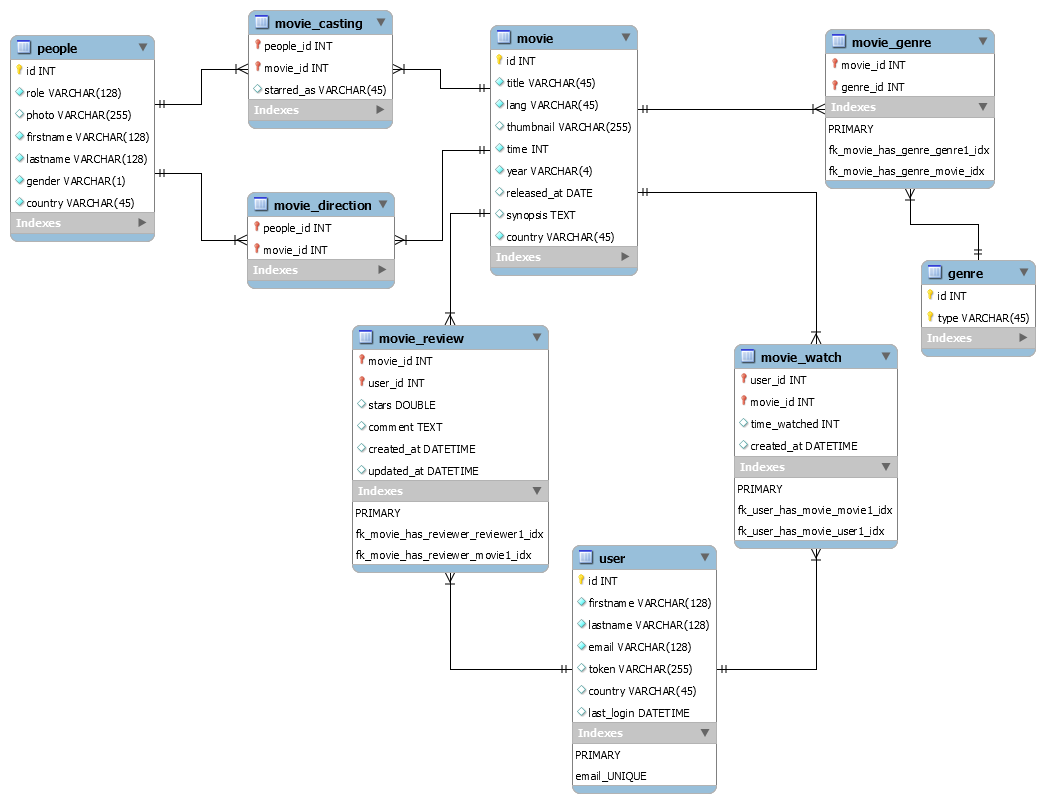 people
id INT
role VARCHAR(128)
photo VARCHAR(255)
firstname VARCHAR(128)
lastname VARCHAR(128)
gender VARCHAR(1)
country VARCHAR(45)
Indexes
movie_casting
people_id INT
movie_id INT
starred_as VARCHAR(45)
Indexes
movie_direction
people_id INT
movie_id INT
Indexes
movie
id INT
title VARCHAR(45)
lang VARCHAR(45)
thumbnail VARCHAR(255)
time INT
year VARCHAR(4)
released_at DATE
synopsis TEXT
country VARCHAR(45)
Indexes
movie_genre
movie_id INT
genre_id INT
Indexes
PRIMARY
fk_movie_has_genre_genre1_idx
fk_movie_has_genre_movie_idx
genre
id INT
type VARCHAR(45)
Indexes
movie_review
movie_id INT
user_id INT
stars DOUBLE
comment TEXT
created_at DATETIME
updated_at DATETIME
Indexes
PRIMARY
fk_movie_has_reviewer_reviewer1_idx
fk_movie_has_reviewer_movie1_idx
movie_watch
user_id INT
movie_id INT
time_watched INT
created_at DATETIME
Indexes
PRIMARY
fk_user_has_movie_movie1_idx
fk_user_has_movie_user1_idx
user
id INT
firstname VARCHAR(128)
lastname VARCHAR(128)
email VARCHAR(128)
token VARCHAR(255)
country VARCHAR(45)
last_login DATETIME
Indexes
PRIMARY
email_UNIQUE